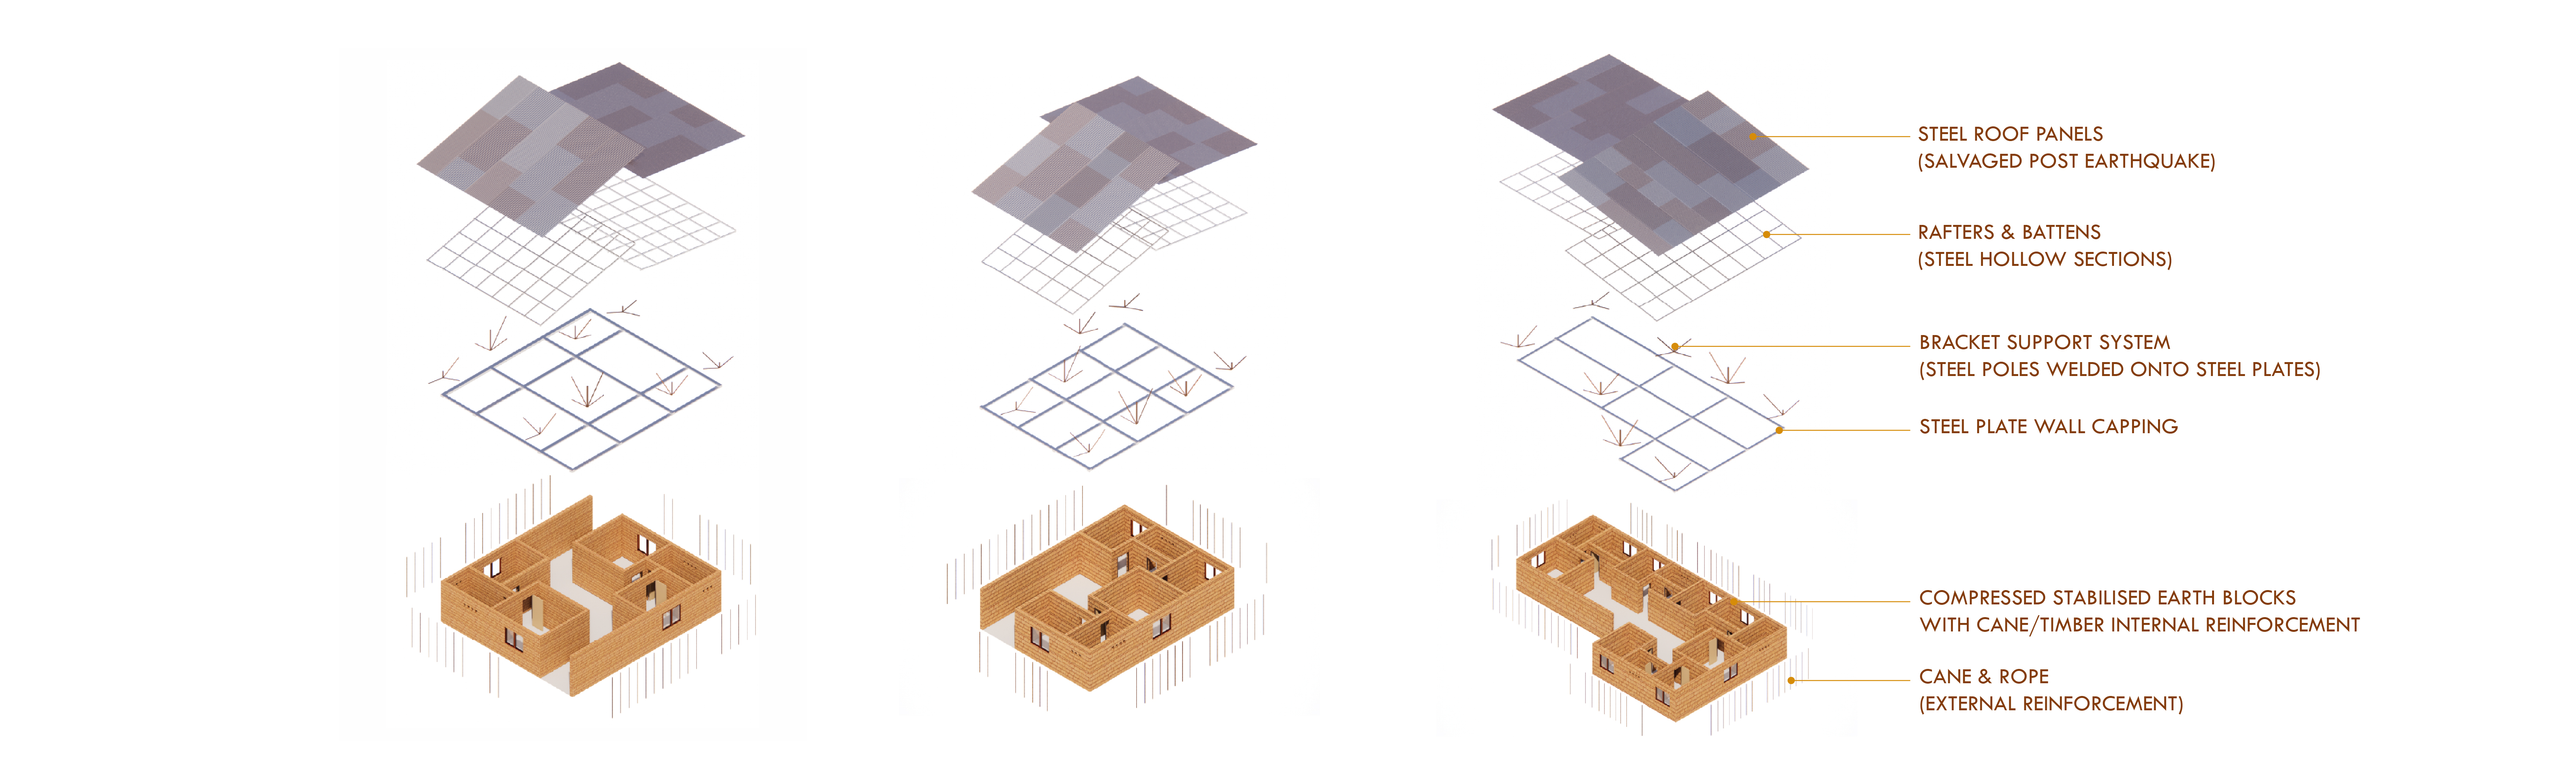 STEEL ROOF PANELS
(SALVAGED POST EARTHQUAKE)
RAFTERS & BATTENS
(STEEL HOLLOW SECTIONS)
BRACKET SUPPORT SYSTEM
(STEEL POLES WELDED ONTO STEEL PLATES)
STEEL PLATE WALL CAPPING
COMPRESSED STABILISED EARTH BLOCKS
WITH CANE/TIMBER INTERNAL REINFORCEMENT
CANE & ROPE
(EXTERNAL REINFORCEMENT)